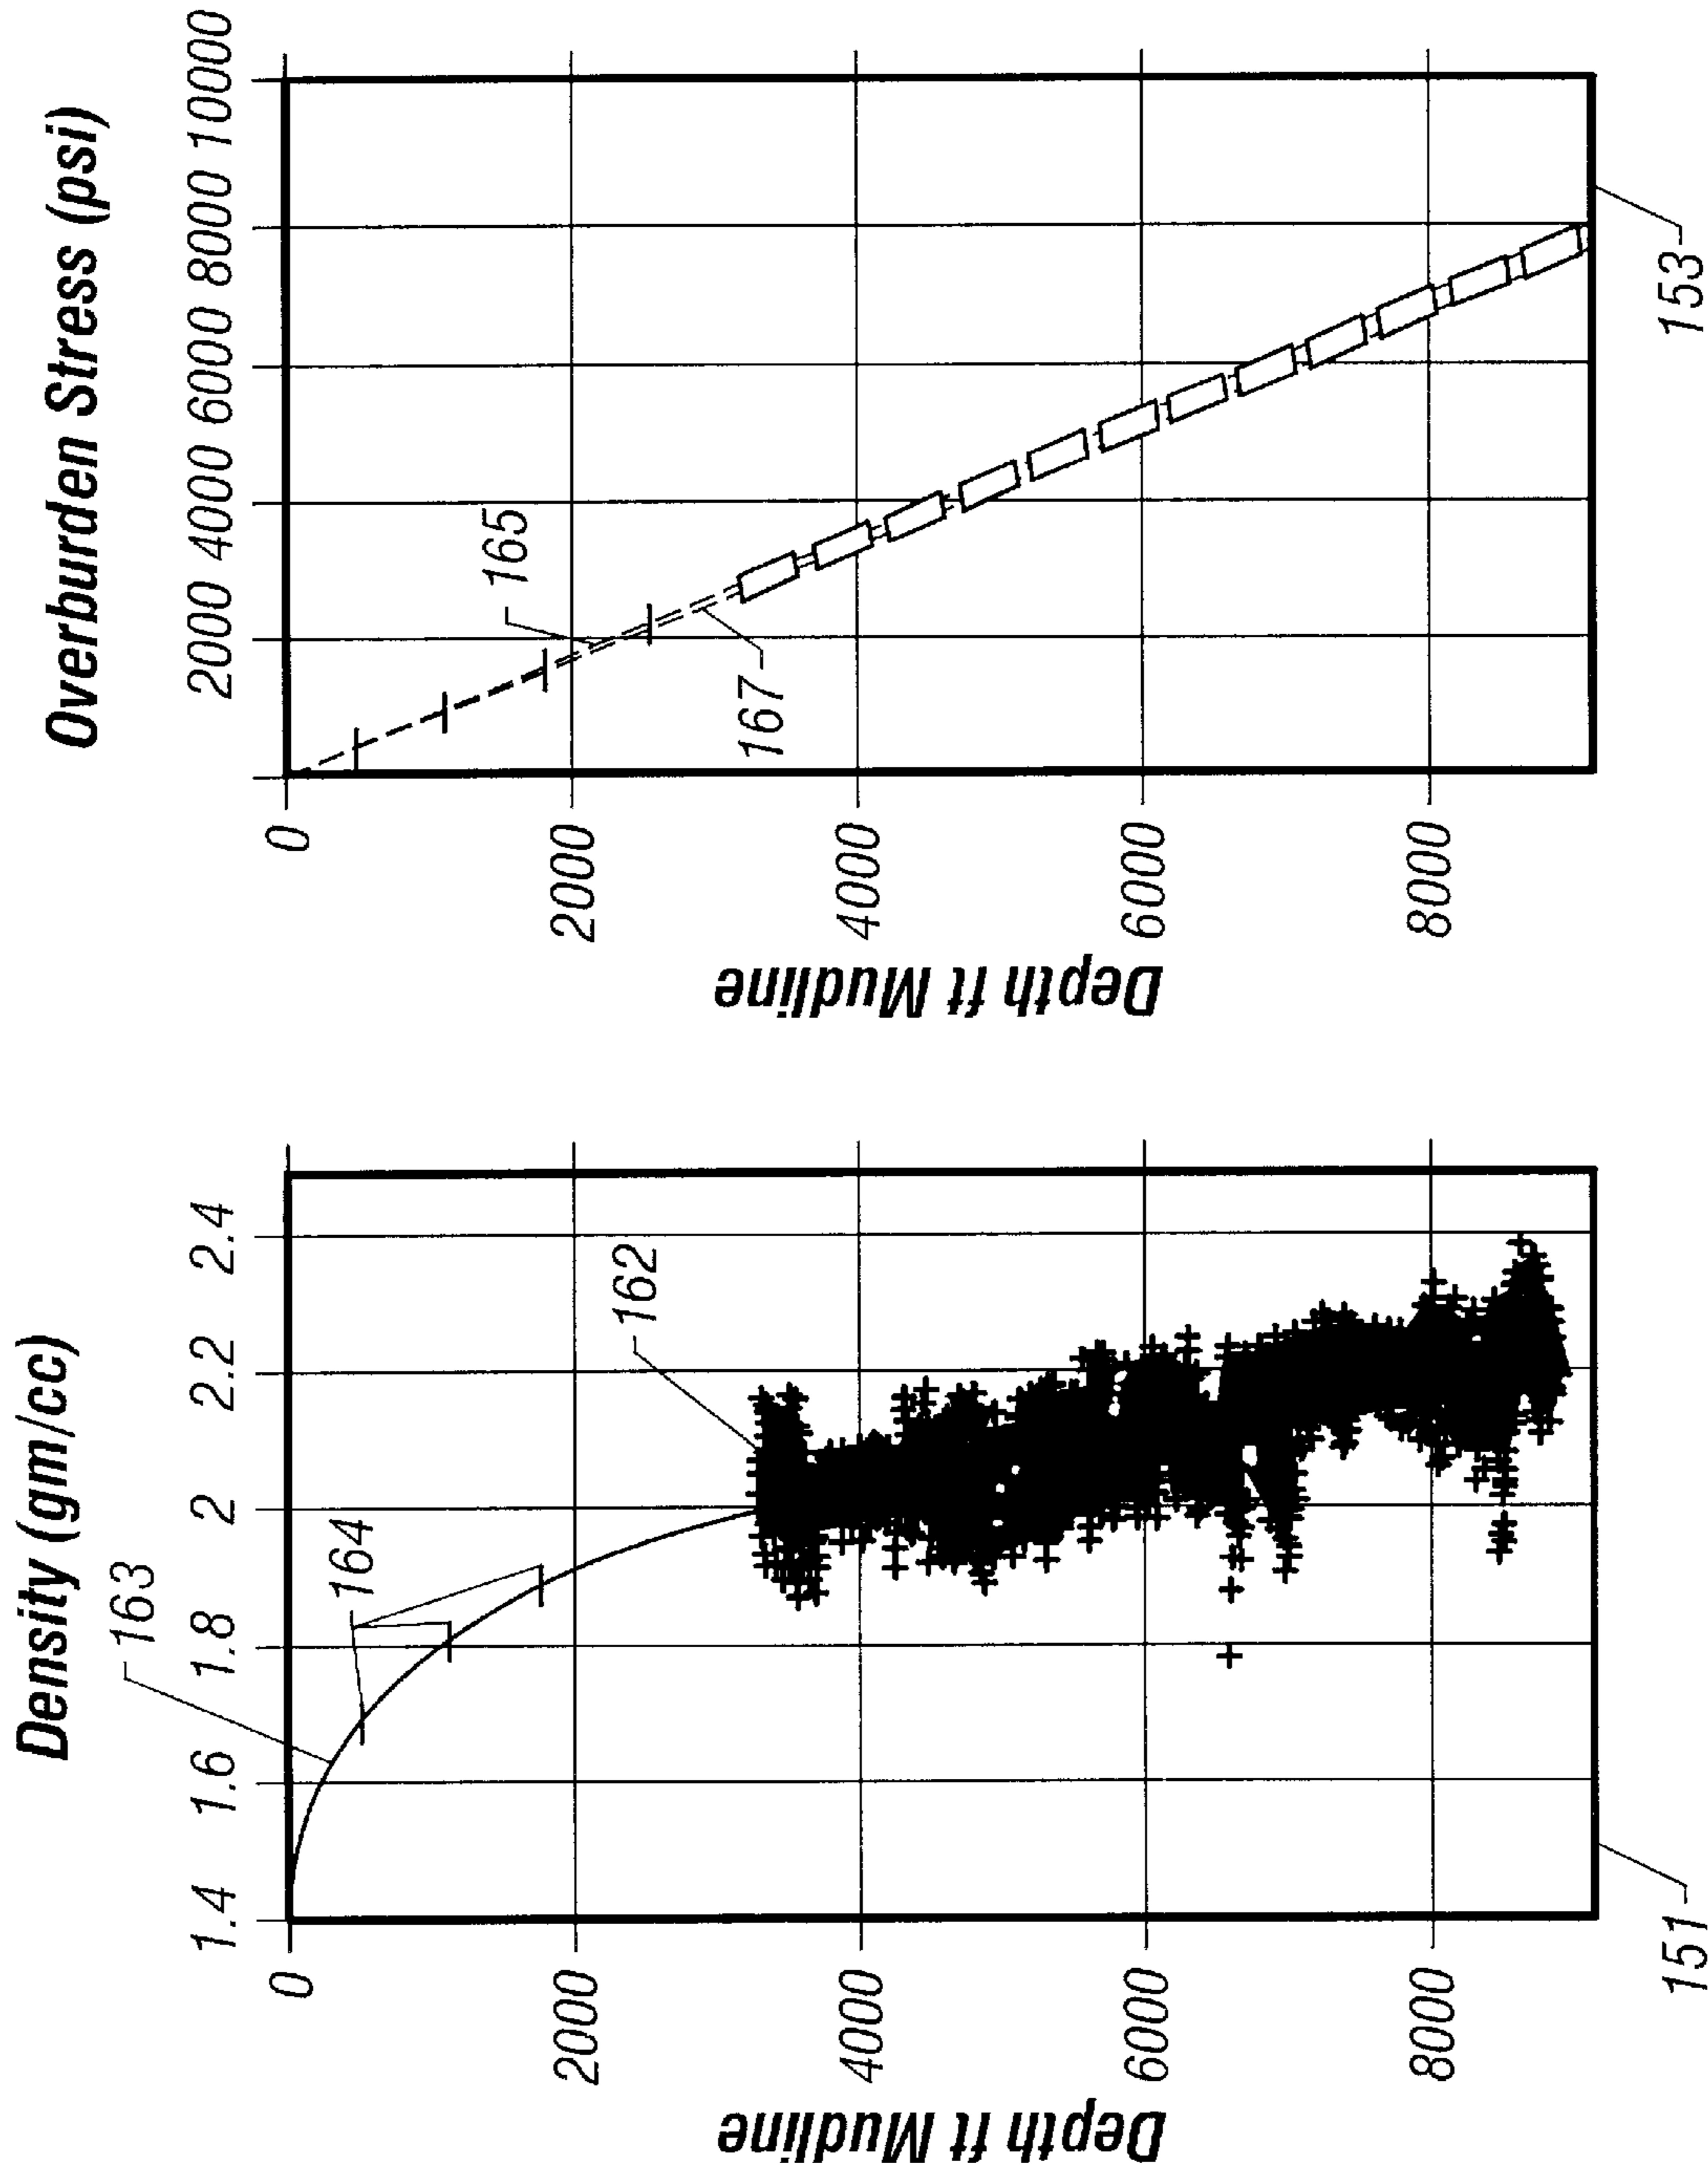 Density (gm/cc)
163
1.4 1.6 1.8 2 2.2 2.4
164
162
0
2000
4000
6000
8000
Depth ft Mudline
151
Overburden Stress (psi)
2000 4000 6000 8000 10000
165
167
0
2000
4000
6000
8000
Depth ft Mudline
153